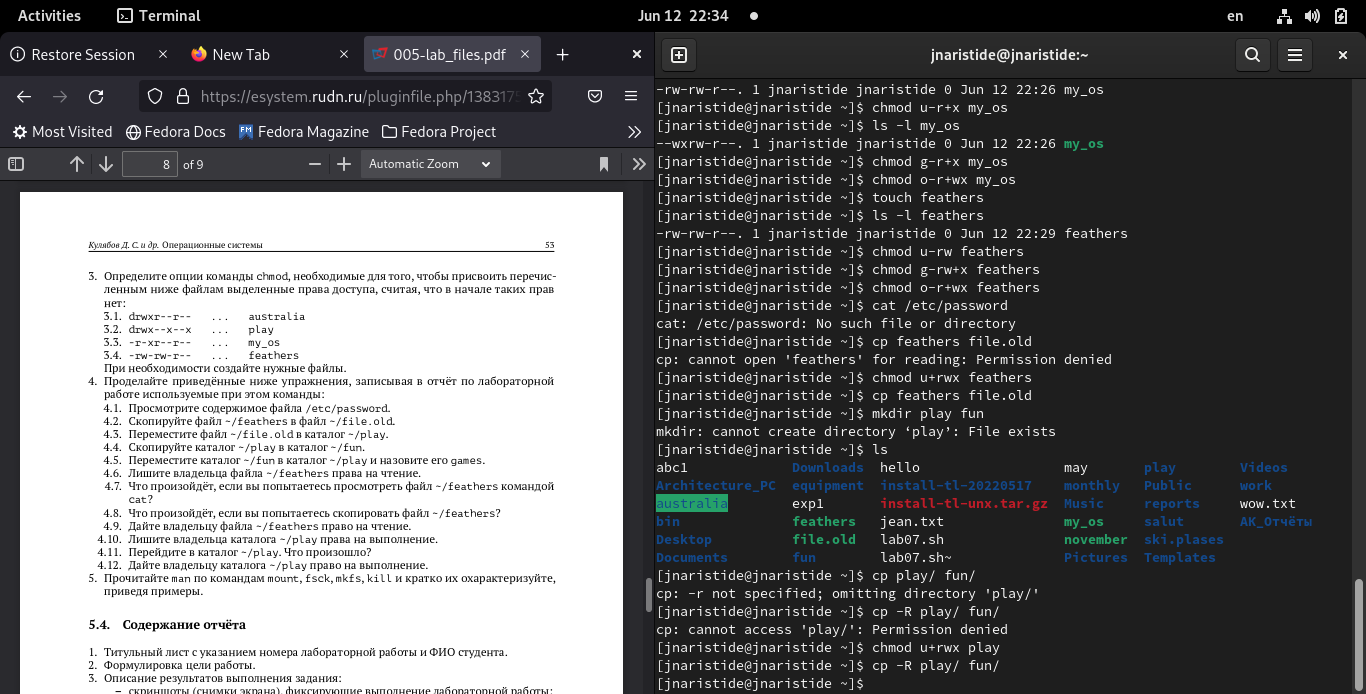 Activities
Terminal
Jun 12 22:34
en
Restore Session
New Tab
005-lab_files.pdf
jnaristide@jnaristide:~
https://esystem.rudn.ru/pluginfile.php/138317
Most Visited
Fedora Docs
Fedora Magazine
Fedora Project
8
of 9
Automatic Zoom
Кулябов Д. С. и др. Операционные системы 53
3. Определите опции команды chmod, необходимые для того, чтобы присвоить перечис-
ленным ниже файлам выделенные права доступа, считая, что в начале таких прав
нет:
3.1. drwxr--r-- ... australia
3.2. drwx--x--x ... play
3.3. -r-xr--r-- ... my_os
3.4. -rw-rw-r-- ... feathers
При необходимости создайте нужные файлы.
4. Проделайте приведённые ниже упражнения, записывая в отчёт по лабораторной
работе используемые при этом команды:
4.1. Просмотрите содержимое файла /etc/password.
4.2. Скопируйте файл ~/feathers в файл ~/file.old.
4.3. Переместите файл ~/file.old в каталог ~/play.
4.4. Скопируйте каталог ~/play в каталог ~/fun.
4.5. Переместите каталог ~/fun в каталог ~/play и назовите его games.
4.6. Лишите владельца файла ~/feathers права на чтение.
4.7. Что произойдёт, если вы попытаетесь просмотреть файл ~/feathers командой
cat?
4.8. Что произойдёт, если вы попытаетесь скопировать файл ~/feathers?
4.9. Дайте владельцу файла ~/feathers право на чтение.
4.10. Лишите владельца каталога ~/play права на выполнение.
4.11. Перейдите в каталог ~/play. Что произошло?
4.12. Дайте владельцу каталога ~/play право на выполнение.
5. Прочитайте man по командам mount, fsck, mkfs, kill и кратко их охарактеризуйте,
приведя примеры.
5.4. Содержание отчёта
1. Титульный лист с указанием номера лабораторной работы и ФИО студента.
2. Формулировка цели работы.
3. Описание результатов выполнения задания:
– скриншоты (снимки экрана), фиксирующие выполнение лабораторной работы;
-rw-rw-r--. 1 jnaristide jnaristide 0 Jun 12 22:26 my_os
[jnaristide@jnaristide ~]$ chmod u-r+x my_os
[jnaristide@jnaristide ~]$ ls -l my_os
--wxrw-r--. 1 jnaristide jnaristide 0 Jun 12 22:26 my_os
[jnaristide@jnaristide ~]$ chmod g-r+x my_os
[jnaristide@jnaristide ~]$ chmod o-r+wx my_os
[jnaristide@jnaristide ~]$ touch feathers
[jnaristide@jnaristide ~]$ ls -l feathers
-rw-rw-r--. 1 jnaristide jnaristide 0 Jun 12 22:29 feathers
[jnaristide@jnaristide ~]$ chmod u-rw feathers
[jnaristide@jnaristide ~]$ chmod g-rw+x feathers
[jnaristide@jnaristide ~]$ chmod o-r+wx feathers
[jnaristide@jnaristide ~]$ cat /etc/password
cat: /etc/password: No such file or directory
[jnaristide@jnaristide ~]$ cp feathers file.old
cp: cannot open 'feathers' for reading: Permission denied
[jnaristide@jnaristide ~]$ chmod u+rwx feathers
[jnaristide@jnaristide ~]$ cp feathers file.old
[jnaristide@jnaristide ~]$ mkdir play fun
mkdir: cannot create directory ‘play’: File exists
[jnaristide@jnaristide ~]$ ls
abc1 Downloads hello may play Videos
Architecture_PC equipment install-tl-20220517 monthly Public work
australia exp1 install-tl-unx.tar.gz Music reports wow.txt
bin feathers jean.txt my_os salut АК_Отчёты
Desktop file.old lab07.sh november ski.plases
Documents fun lab07.sh~ Pictures Templates
[jnaristide@jnaristide ~]$ cp play/ fun/
cp: -r not specified; omitting directory 'play/'
[jnaristide@jnaristide ~]$ cp -R play/ fun/
cp: cannot access 'play/': Permission denied
[jnaristide@jnaristide ~]$ chmod u+rwx play
[jnaristide@jnaristide ~]$ cp -R play/ fun/
[jnaristide@jnaristide ~]$